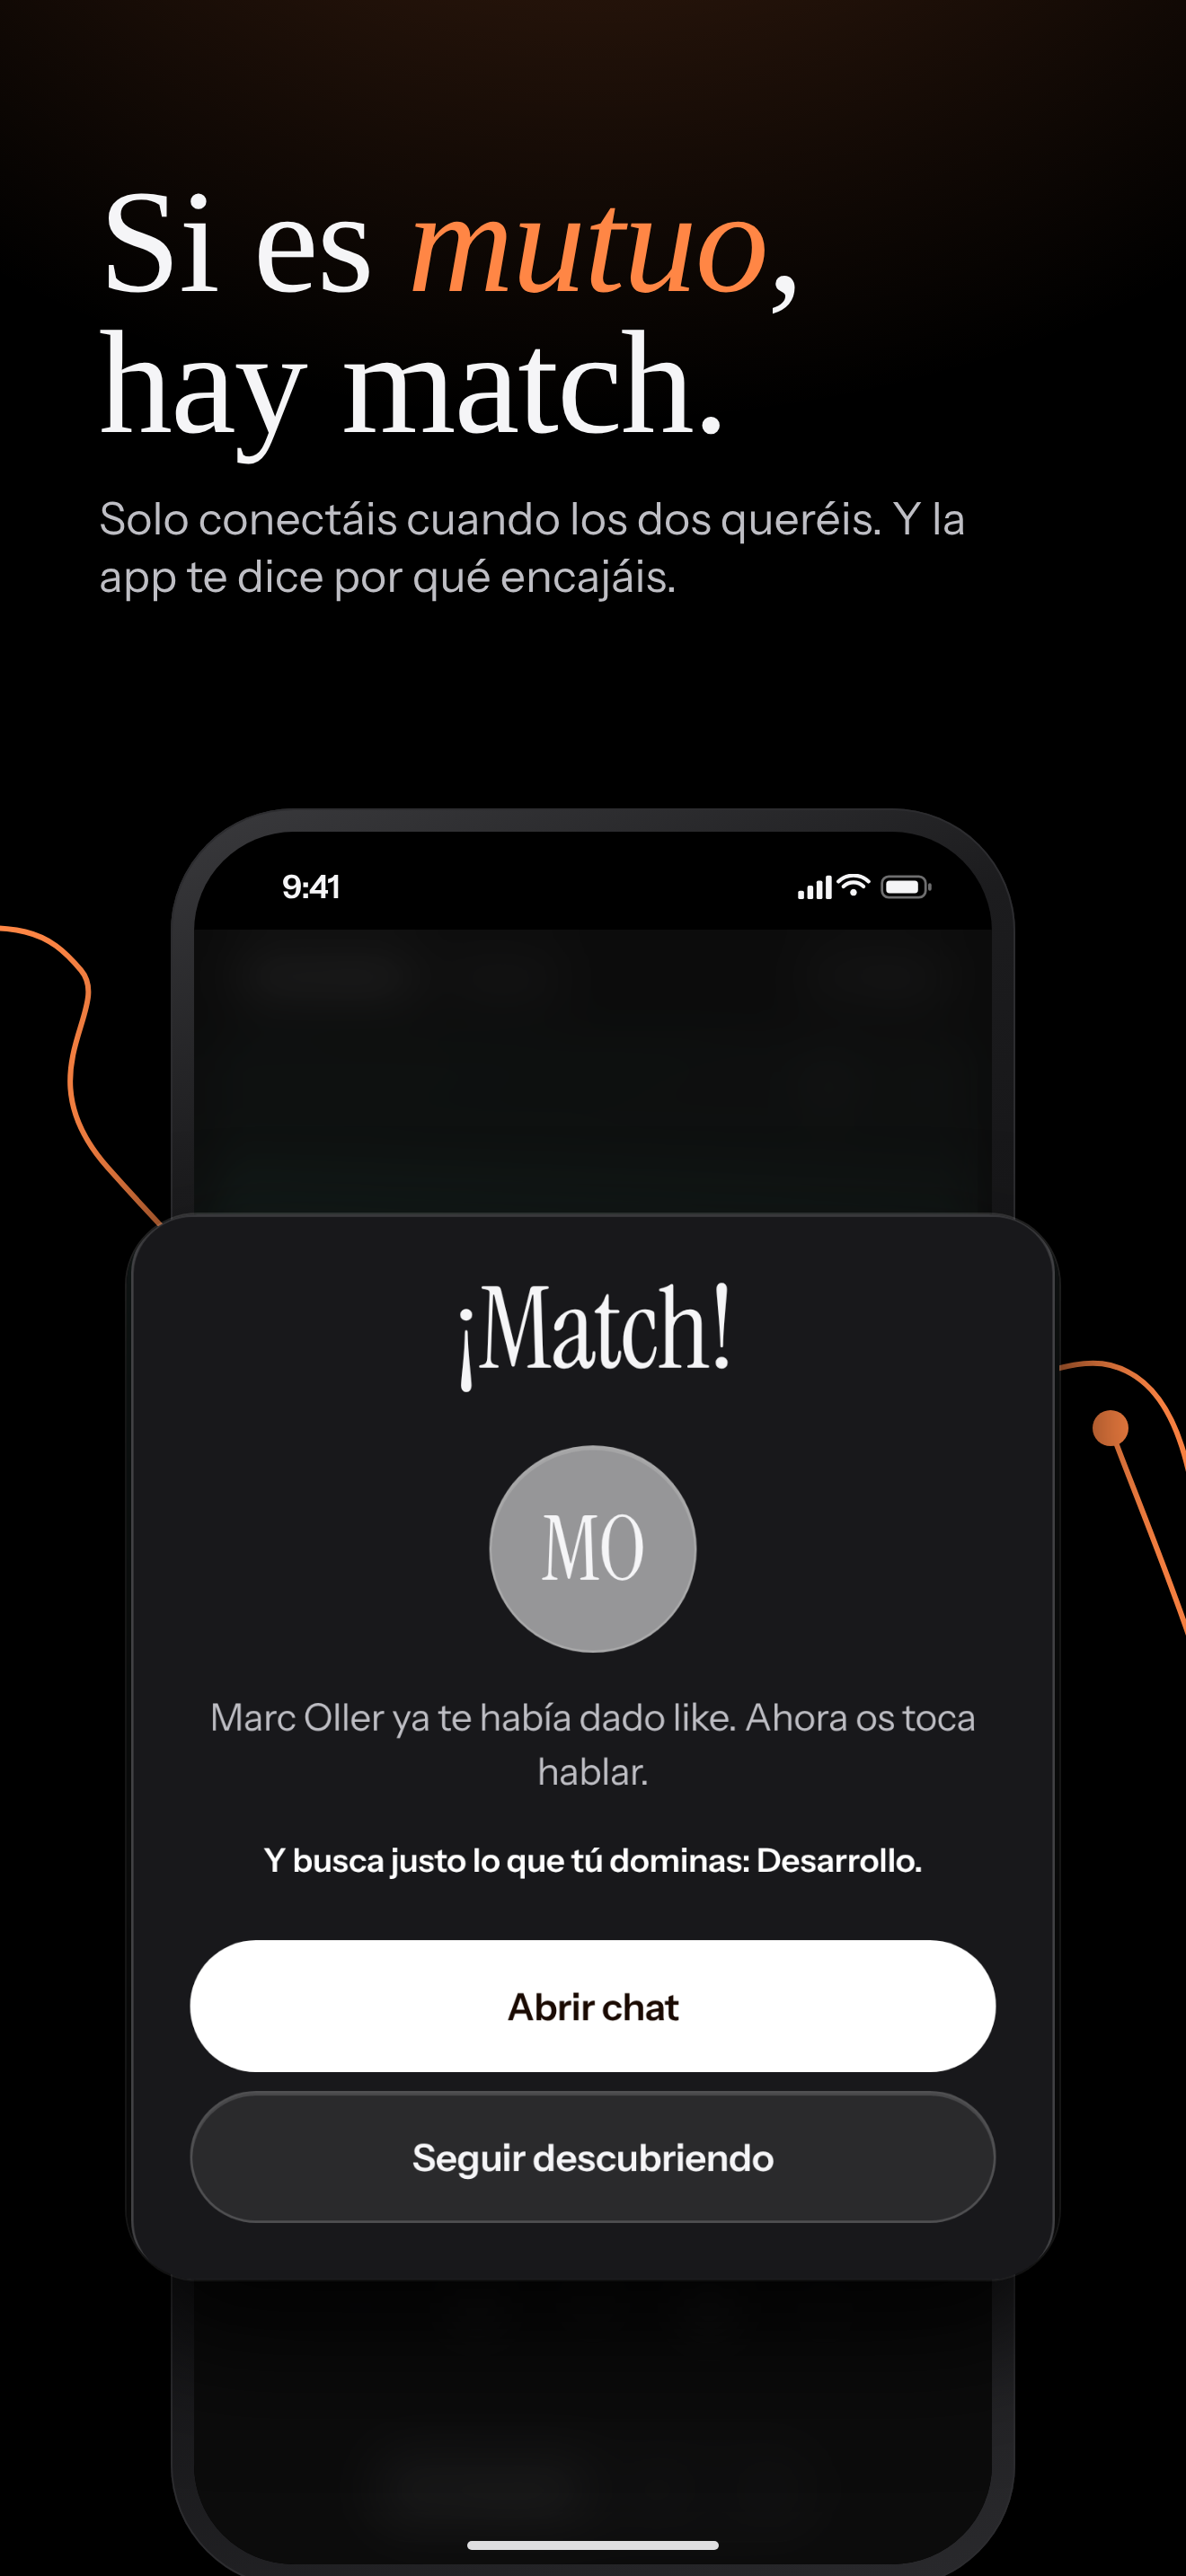 Si es mutuo,
hay match.
Solo conectáis cuando los dos queréis. Y la
app te dice por qué encajáis.
9:41
¡Match!
MO
Marc Oller ya te había dado like. Ahora os toca
hablar.
Y busca justo lo que tú dominas: Desarrollo.
Abrir chat
Seguir descubriendo